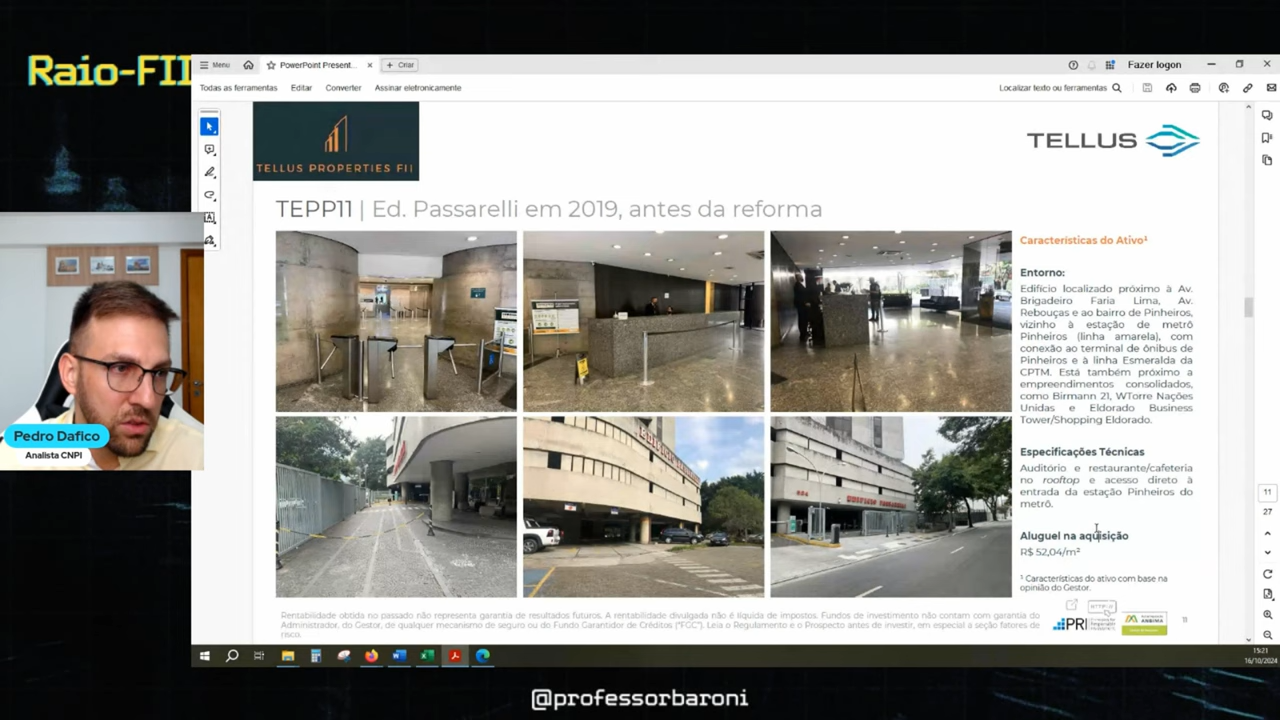 Raio-FII
Menu
PowerPoint Present...
Criar
Fazer logon
Todas as ferramentas
Editar
Converter
Assinar eletronicamente
Localizar texto ou ferramentas
TELLUS PROPERTIES FII
TELLUS
TEPP11 | Ed. Passarelli em 2019, antes da reforma
Características do Ativo¹
Entorno:
Edifício localizado próximo à Av.
Brigadeiro Faria Lima, Av.
Rebouças e ao bairro de Pinheiros,
vizinho à estação de metrô
Pinheiros (linha amarela), com
conexão ao terminal de ônibus de
Pinheiros e à linha Esmeralda da
CPTM. Está também próximo a
empreendimentos consolidados,
como Birmann 21, WTorre Nações
Unidas e Eldorado Business
Tower/Shopping Eldorado.
Especificações Técnicas
Auditório e restaurante/cafeteria
no rooftop e acesso direto à
entrada da estação Pinheiros do
metrô.
Aluguel na aquisição
R$ 52,04/m²
¹ Características do ativo com base na
opinião do Gestor.
Rentabilidade obtida no passado não representa garantia de resultados futuros. A rentabilidade divulgada não é líquida de impostos. Fundos de investimento não contam com garantia do
Administrador, do Gestor, de qualquer mecanismo de seguro ou do Fundo Garantidor de Créditos ("FGC"). Leia o Regulamento e o Prospecto antes de investir, em especial a seção fatores de
risco.
PRI
ANBIMA
11
11
27
Pedro Dafico
Analista CNPI
15:21
16/10/2024
@professorbaroni